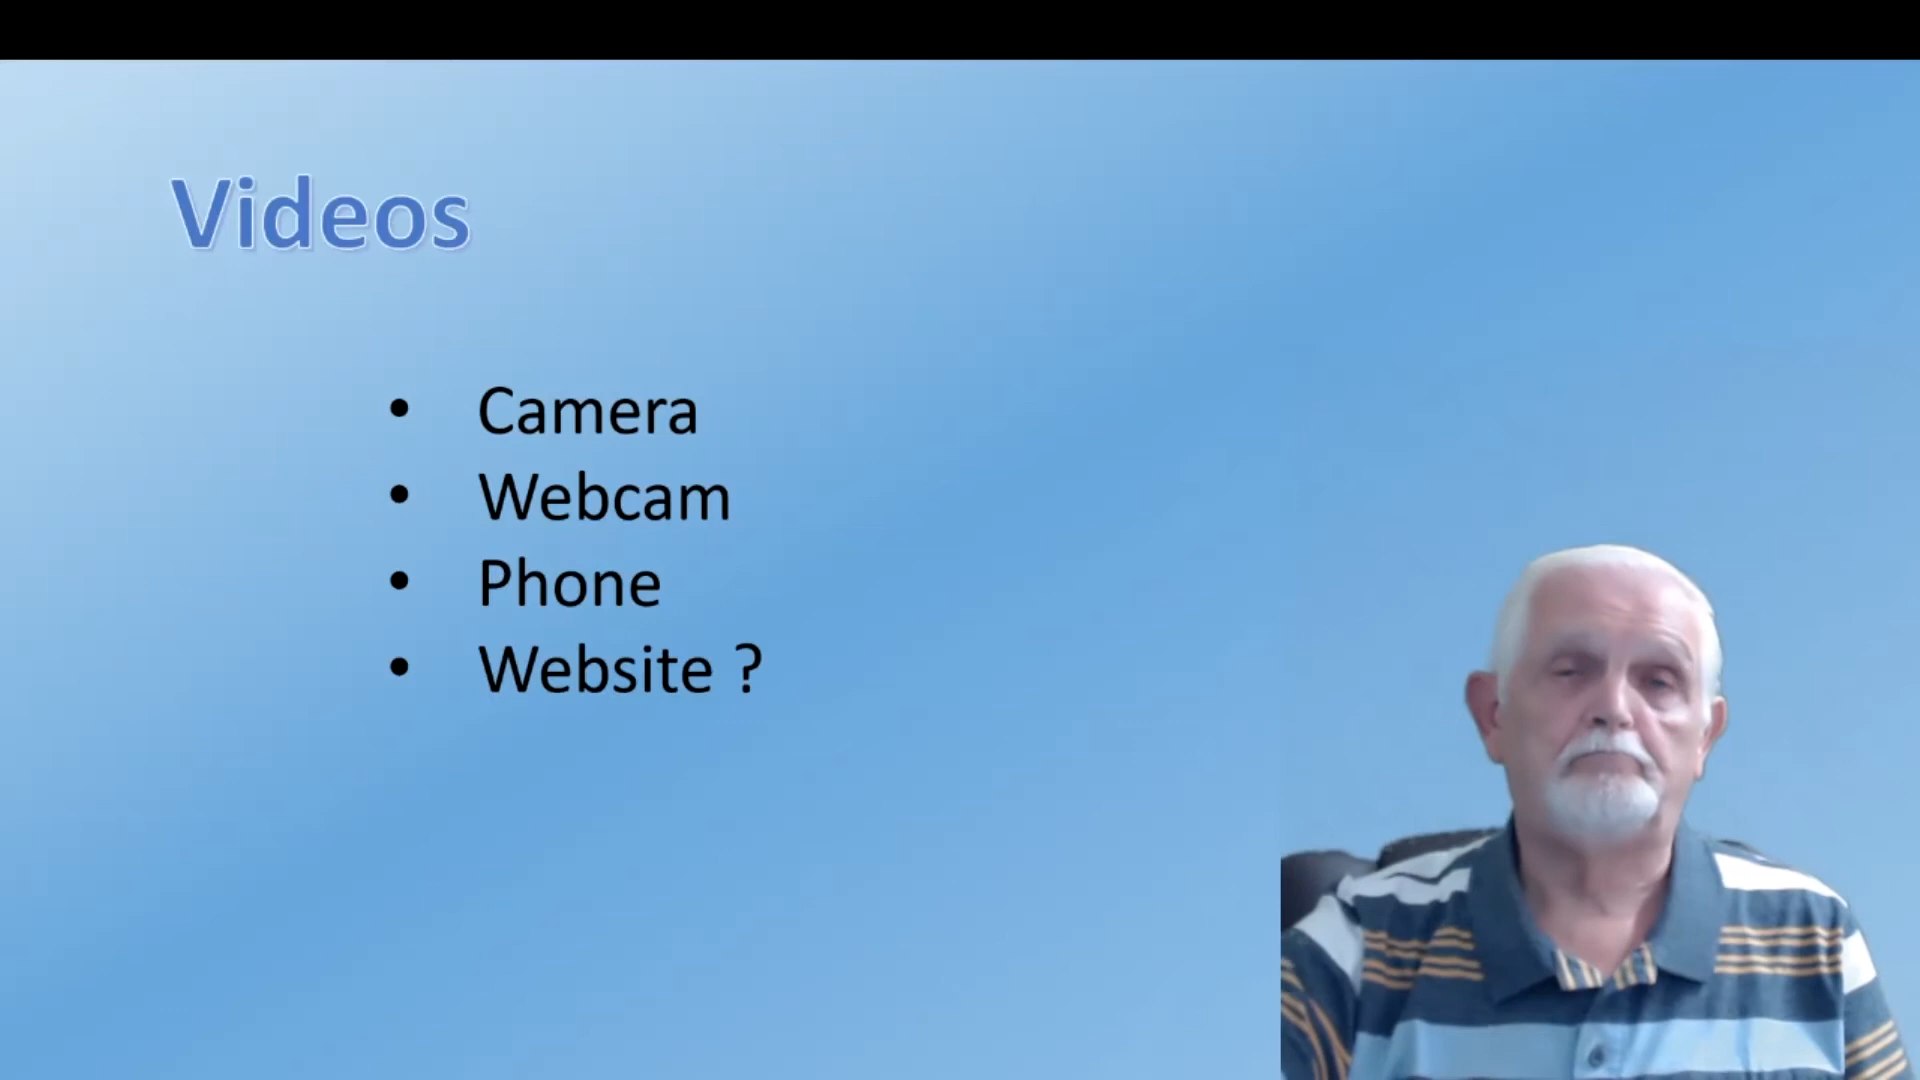 Videos
• Camera
• Webcam
• Phone
• Website ?